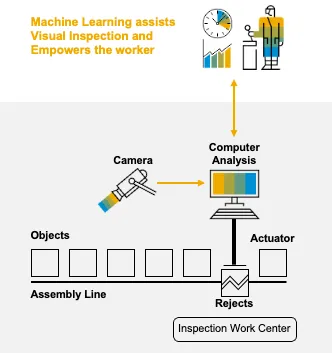 Machine Learning assists
Visual Inspection and
Empowers the worker
Computer
Analysis
Camera
Objects
Actuator
Assembly Line
Rejects
Inspection Work Center